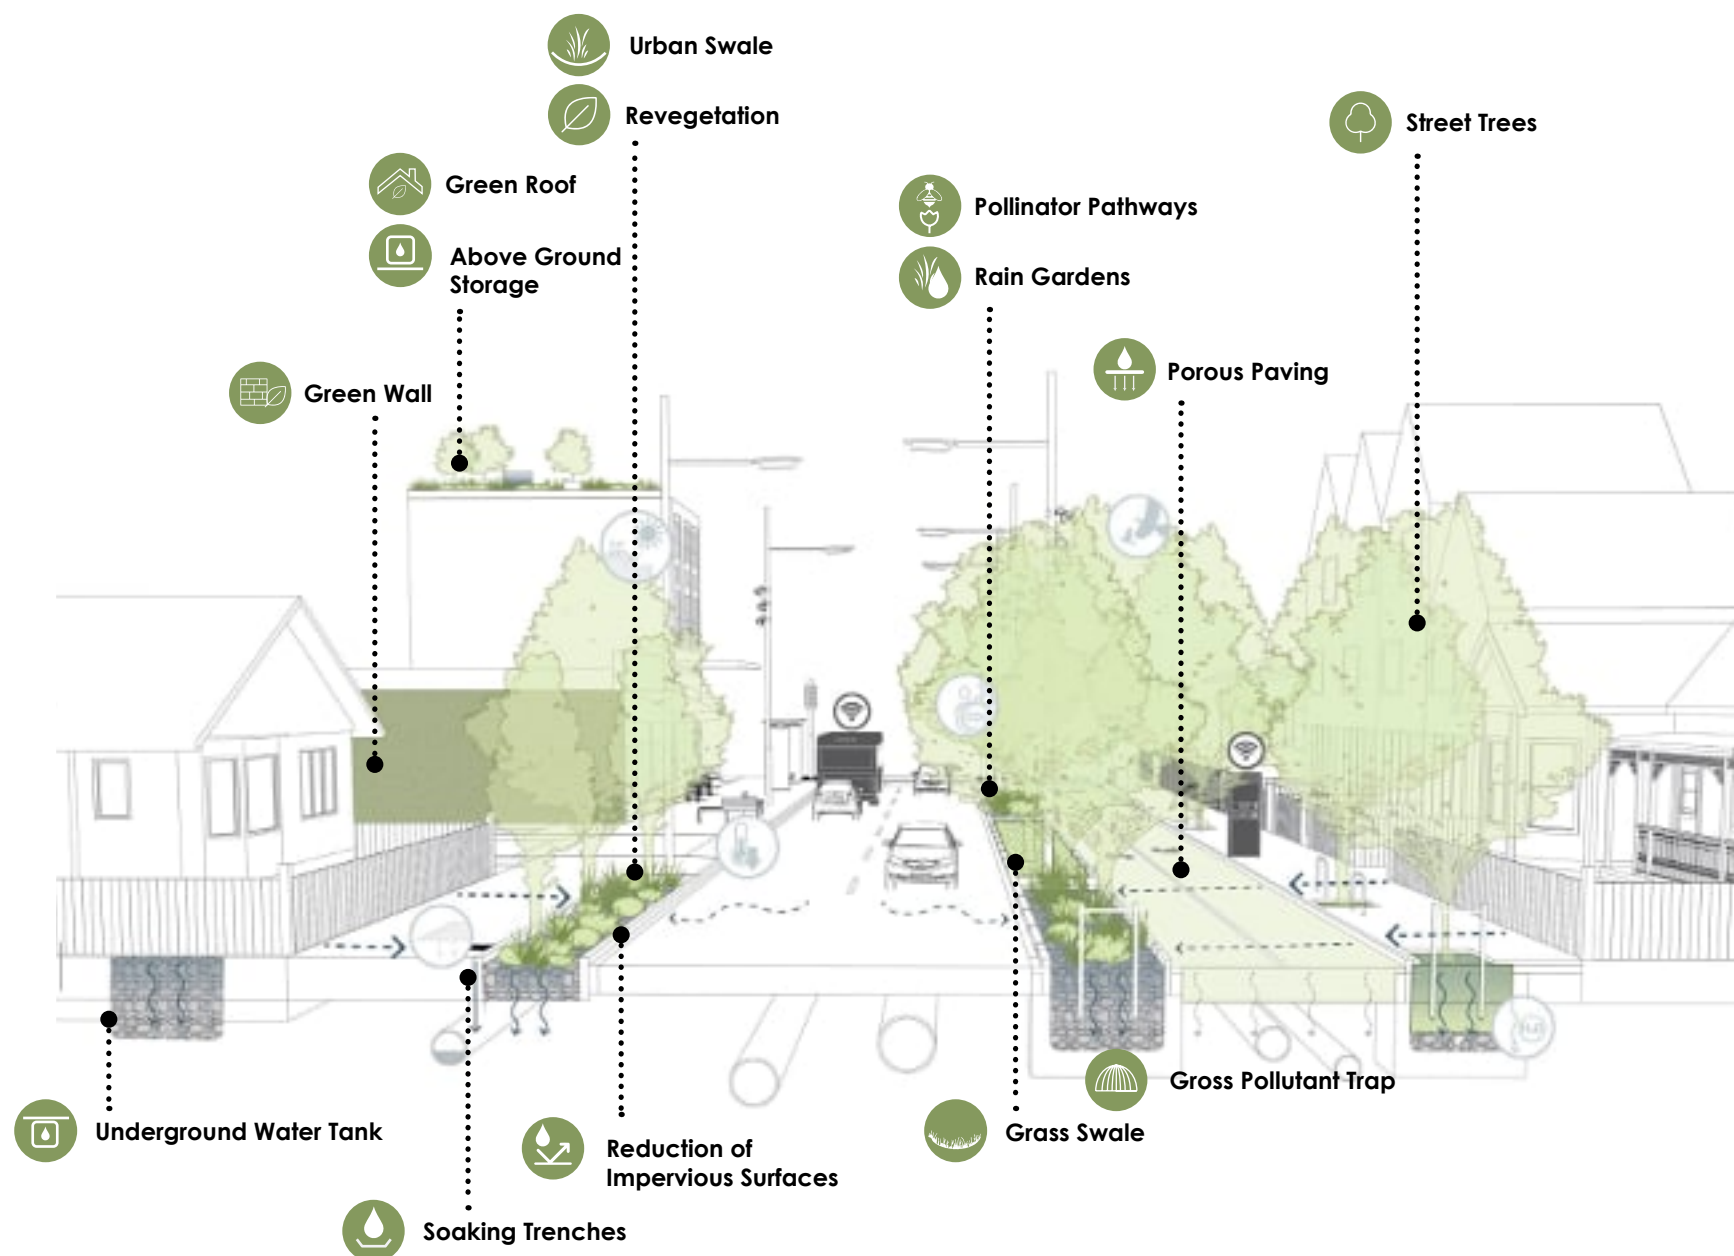 Urban Swale
Revegetation
Street Trees
Green Roof
Pollinator Pathways
Above Ground
Storage
Rain Gardens
Porous Paving
Green Wall
Gross Pollutant Trap
Underground Water Tank
Grass Swale
Reduction of
Impervious Surfaces
Soaking Trenches